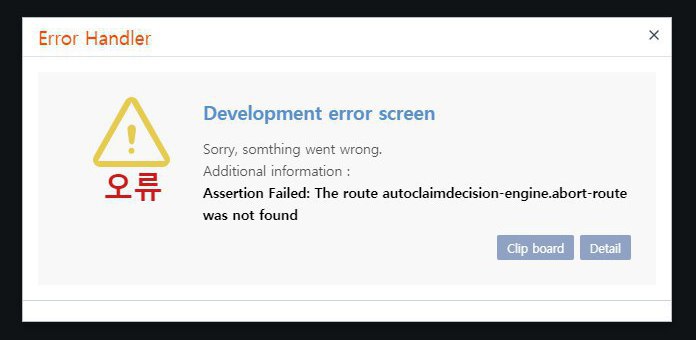 Error Handler
Development error screen
Sorry, somthing went wrong.
Additional information :
Assertion Failed: The route autoclaimdecision-engine.abort-route
was not found
오류
Clip board
Detail